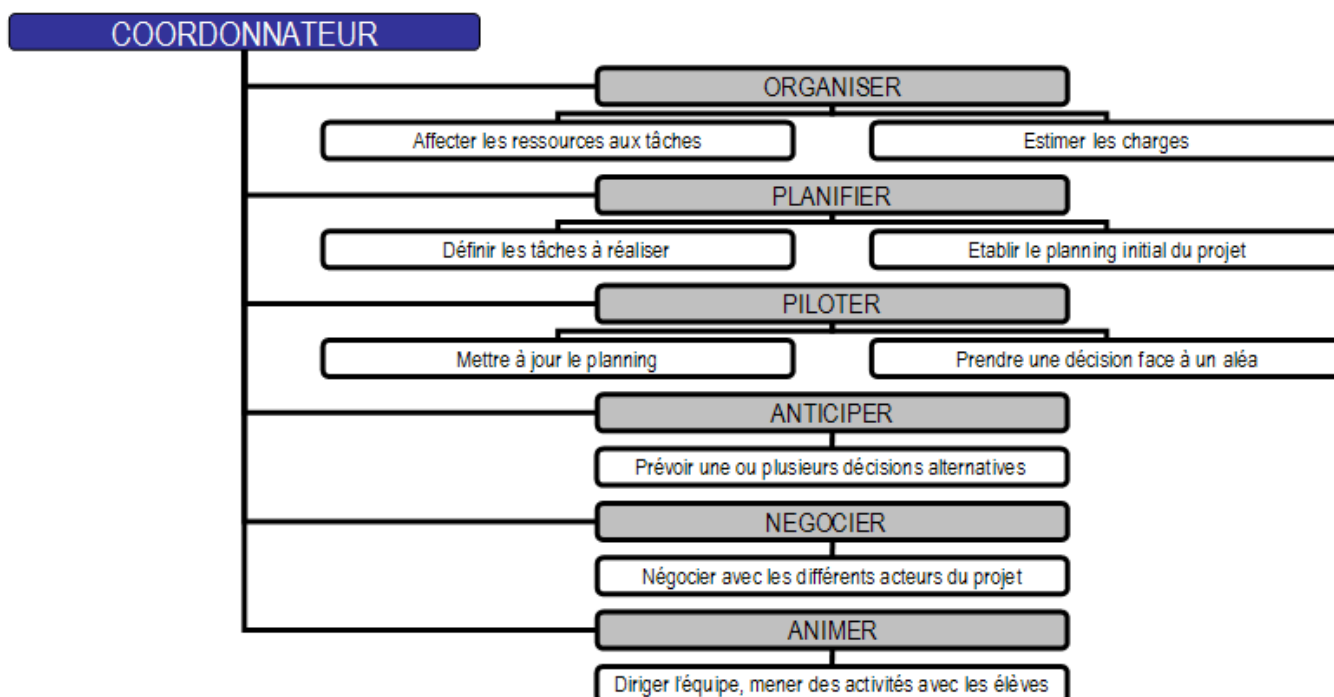 COORDONNATEUR
ORGANISER
Affecter les ressources aux tâches
Estimer les charges
PLANIFIER
Définir les tâches à réaliser
Etablir le planning initial du projet
PILOTER
Mettre à jour le planning
Prendre une décision face à un aléa
ANTICIPER
Prévoir une ou plusieurs décisions alternatives
NEGOCIER
Négocier avec les différents acteurs du projet
ANIMER
Diriger l'équipe, mener des activités avec les élèves